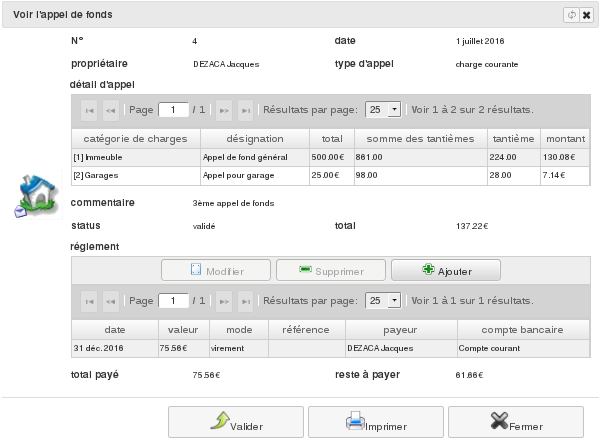 Voir l'appel de fonds
N° 4 date 1 juillet 2016
propriétaire DEZACA Jacques type d'appel charge courante
détail d'appel
Page 1 / 1 Résultats par page: 25 Voir 1 à 2 sur 2 résultats.
catégorie de charges désignation total somme des tantièmes tantième montant
[1] Immeuble Appel de fond général 500.00€ 861.00 224.00 130.08€
[2] Garages Appel pour garage 25.00€ 98.00 28.00 7.14€
commentaire 3ème appel de fonds
status validé total 137.22€
réglement
Modifier Supprimer Ajouter
Page 1 / 1 Résultats par page: 25 Voir 1 à 1 sur 1 résultats.
date valeur mode référence payeur compte bancaire
31 déc. 2016 75.56€ virement DEZACA Jacques Compte courant
total payé 75.56€ reste à payer 61.66€
Valider Imprimer Fermer